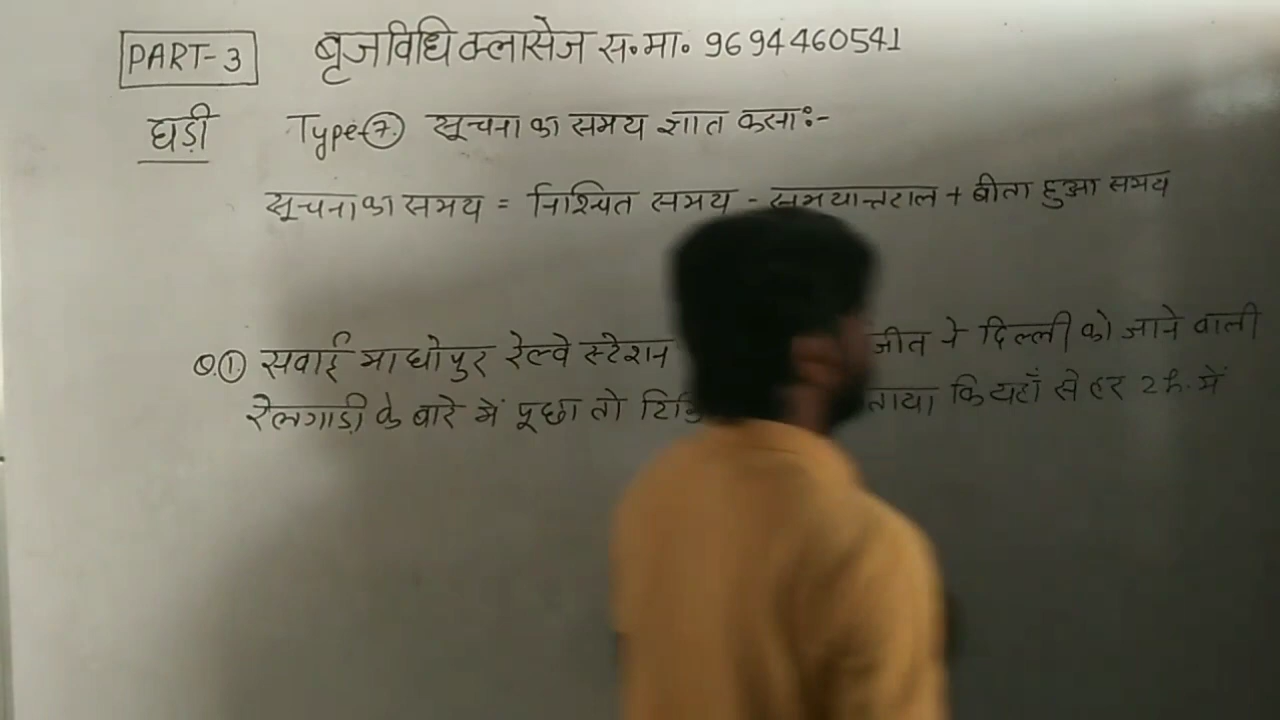 PART-3 बृजविधि क्लासेज स॰मा॰ 9694460541
घड़ी Type-7. सूचना का समय ज्ञात करना:-
सूचना का समय = निश्चित समय - समयान्तराल + बीता हुआ समय
Q.1 सवाई माधोपुर रेल्वे स्टेशन जीत ने दिल्ली को जाने वाली
रेलगाड़ी के बारे में पूछा तो कि यहाँ से हर 2 h. में